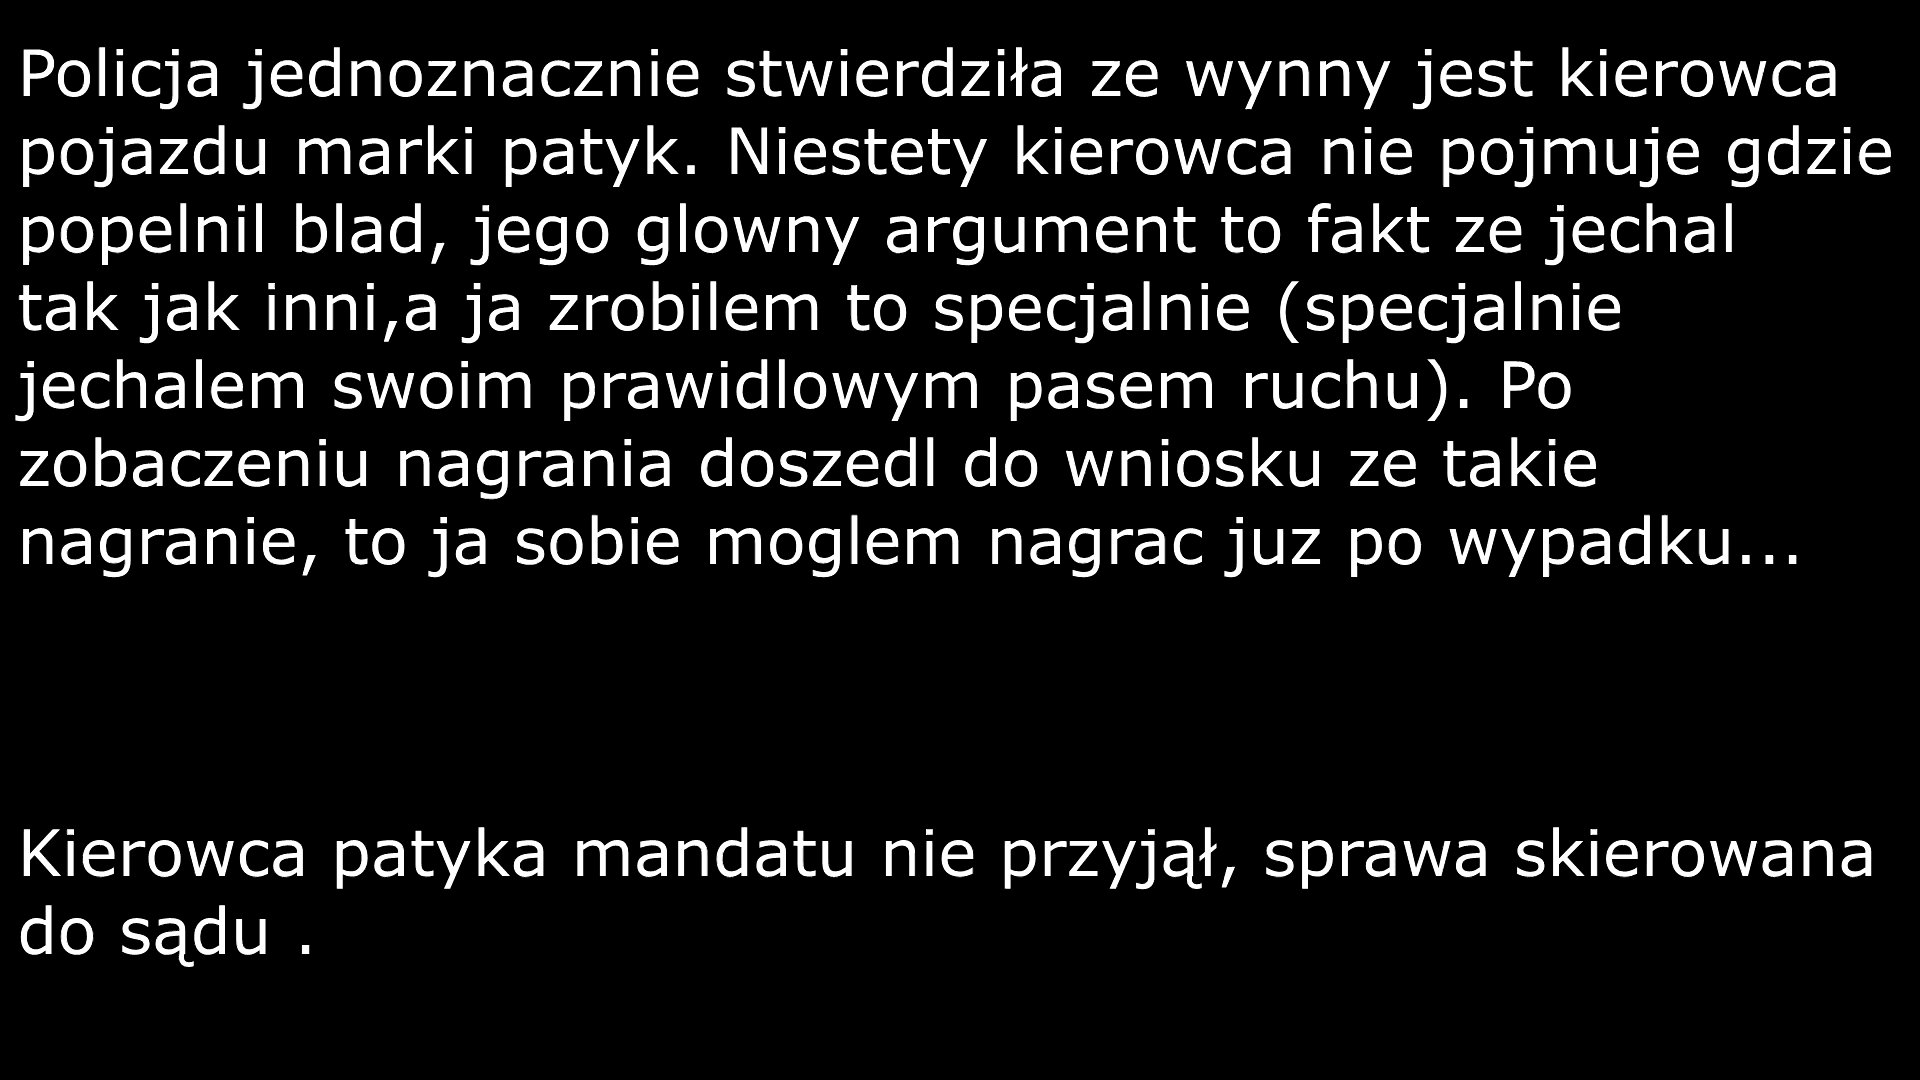 Policja jednoznacznie stwierdziła ze wynny jest kierowca
pojazdu marki patyk. Niestety kierowca nie pojmuje gdzie
popelnil blad, jego glowny argument to fakt ze jechal
tak jak inni,a ja zrobilem to specjalnie (specjalnie
jechalem swoim prawidlowym pasem ruchu). Po
zobaczeniu nagrania doszedl do wniosku ze takie
nagranie, to ja sobie moglem nagrac juz po wypadku...
Kierowca patyka mandatu nie przyjął, sprawa skierowana
do sądu .